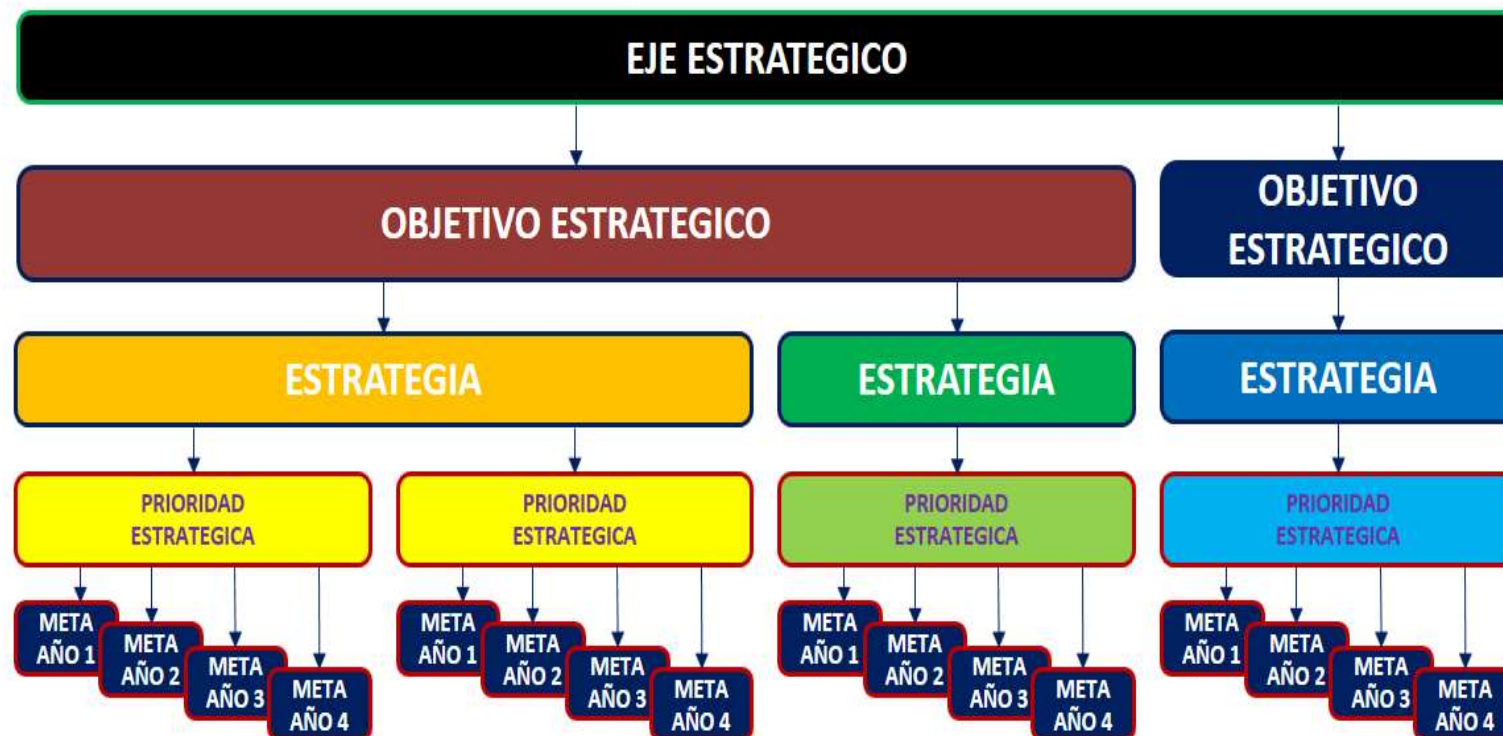 EJE ESTRATEGICO
OBJETIVO ESTRATEGICO
OBJETIVO
ESTRATEGICO
ESTRATEGIA
ESTRATEGIA
ESTRATEGIA
PRIORIDAD
ESTRATEGICA
PRIORIDAD
ESTRATEGICA
PRIORIDAD
ESTRATEGICA
PRIORIDAD
ESTRATEGICA
META
AÑO 1
META
AÑO 2
META
AÑO 3
META
AÑO 4
META
AÑO 1
META
AÑO 2
META
AÑO 3
META
AÑO 4
META
AÑO 1
META
AÑO 2
META
AÑO 3
META
AÑO 4
META
AÑO 1
META
AÑO 2
META
AÑO 3
META
AÑO 4